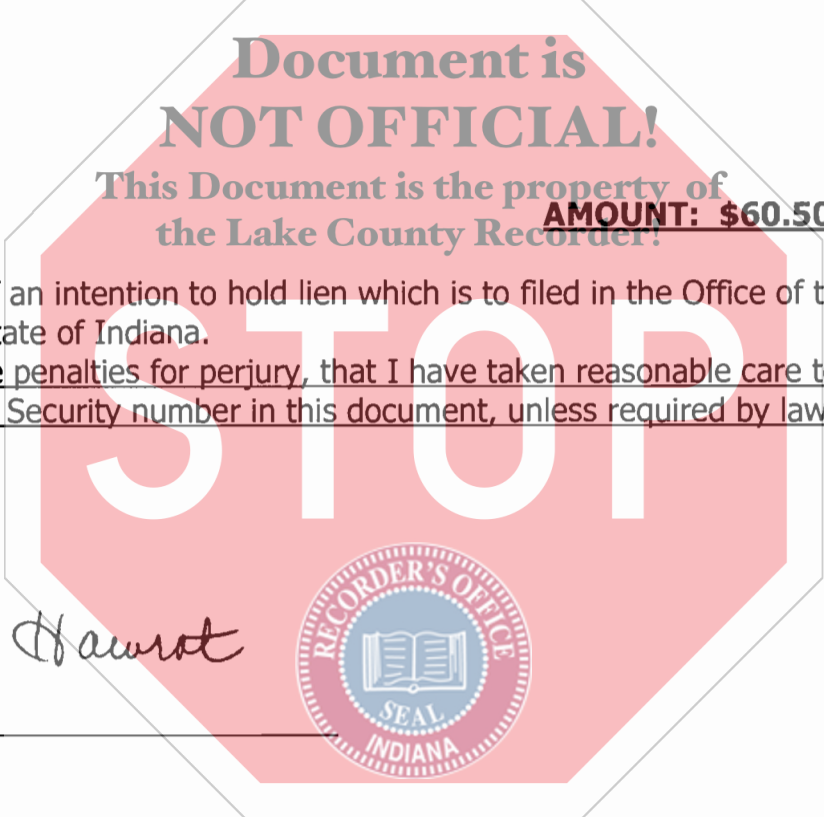 Document is
NOT OFFICIAL!
This Document is the property of
the Lake County Recorder!
AMOUNT: $60.50
an intention to hold lien which is to filed in the Office of t
ate of Indiana.
e penalties for perjury, that I have taken reasonable care t
Security number in this document, unless required by law
STOP
Hawrot
RECORDER'S OFFICE
SEAL
INDIANA